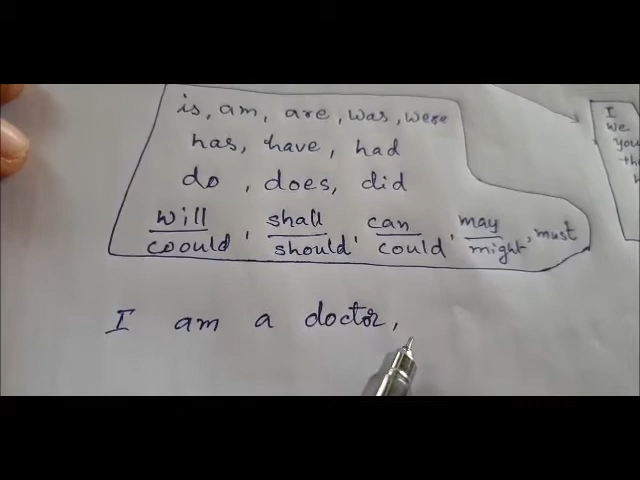 is, am, are, was, were
has, have, had
do, does, did
will, shall, can, may, must
coould should could might
I am a doctor,
I
we
you